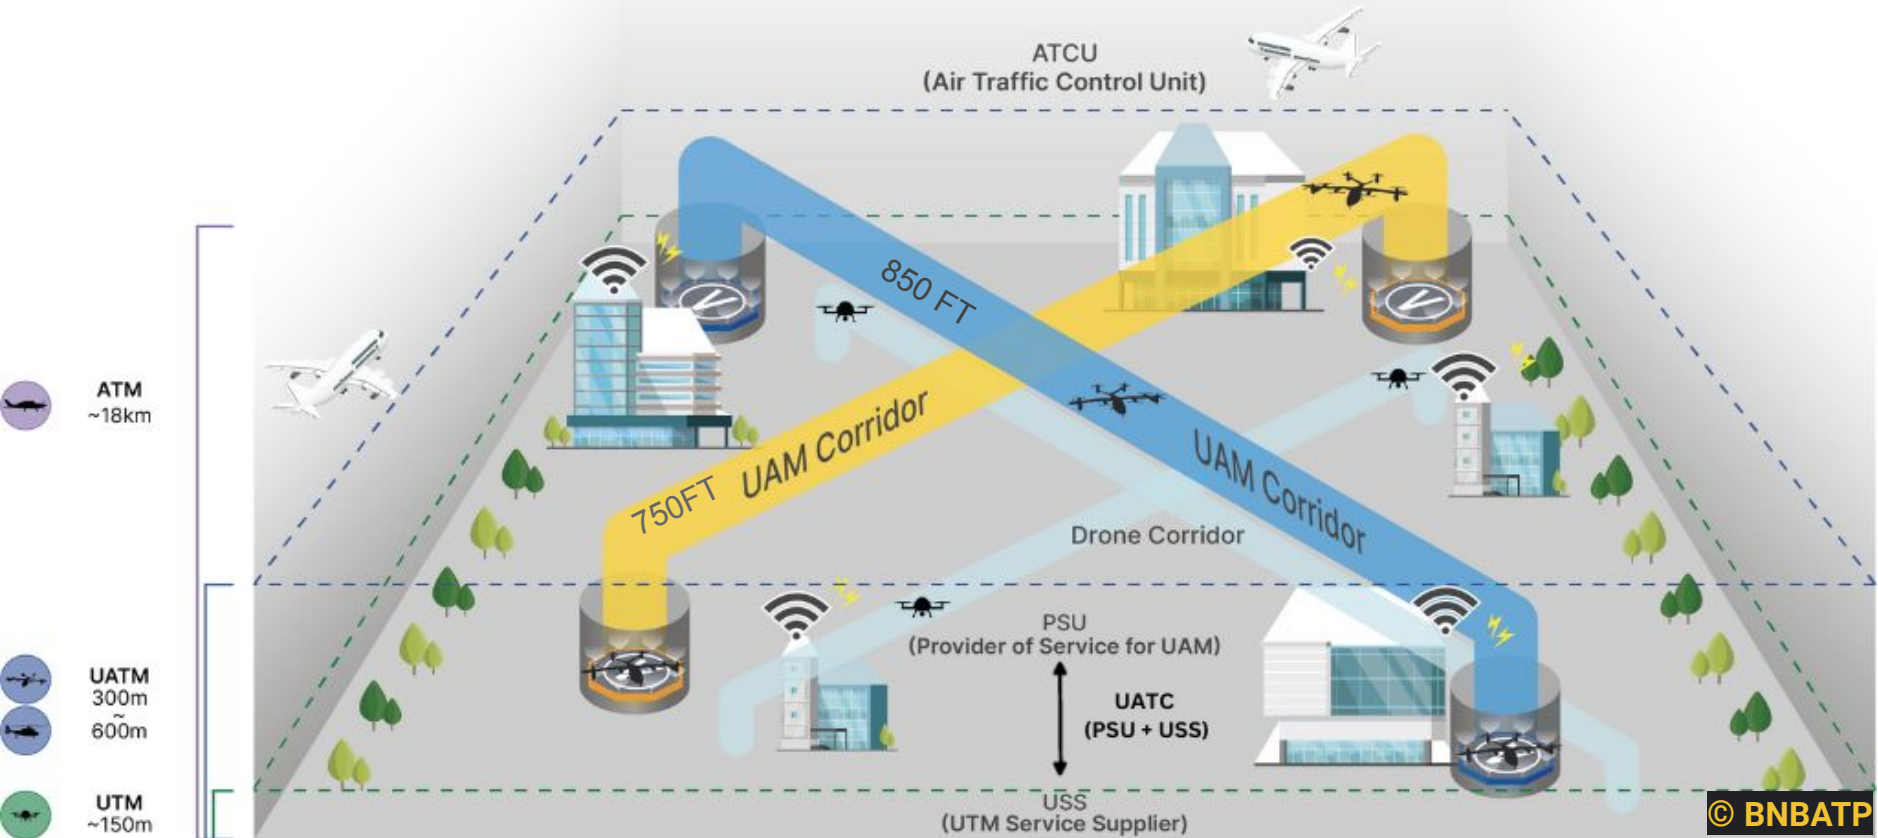 ATCU
(Air Traffic Control Unit)
850 FT
UAM Corridor
750FT
UAM Corridor
Drone Corridor
ATM
~18km
UATM
300m
~
600m
UTM
~150m
PSU
(Provider of Service for UAM)
UATC
(PSU + USS)
USS
(UTM Service Supplier)
V
V
© BNBATP